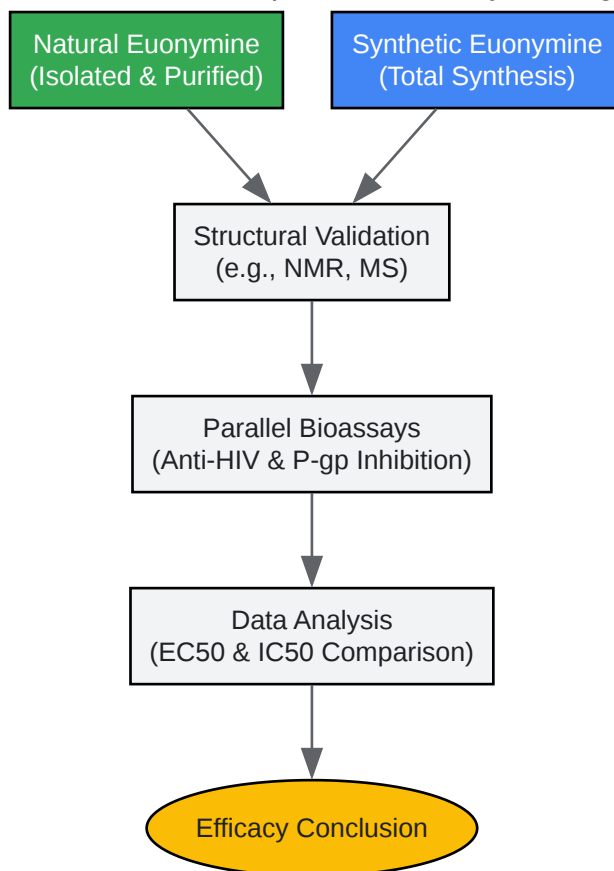 Natural Euonymine
(Isolated & Purified)
Synthetic Euonymine
(Total Synthesis)
Structural Validation
(e.g., NMR, MS)
Parallel Bioassays
(Anti-HIV & P-gp Inhibition)
Data Analysis
(EC50 & IC50 Comparison)
Efficacy Conclusion